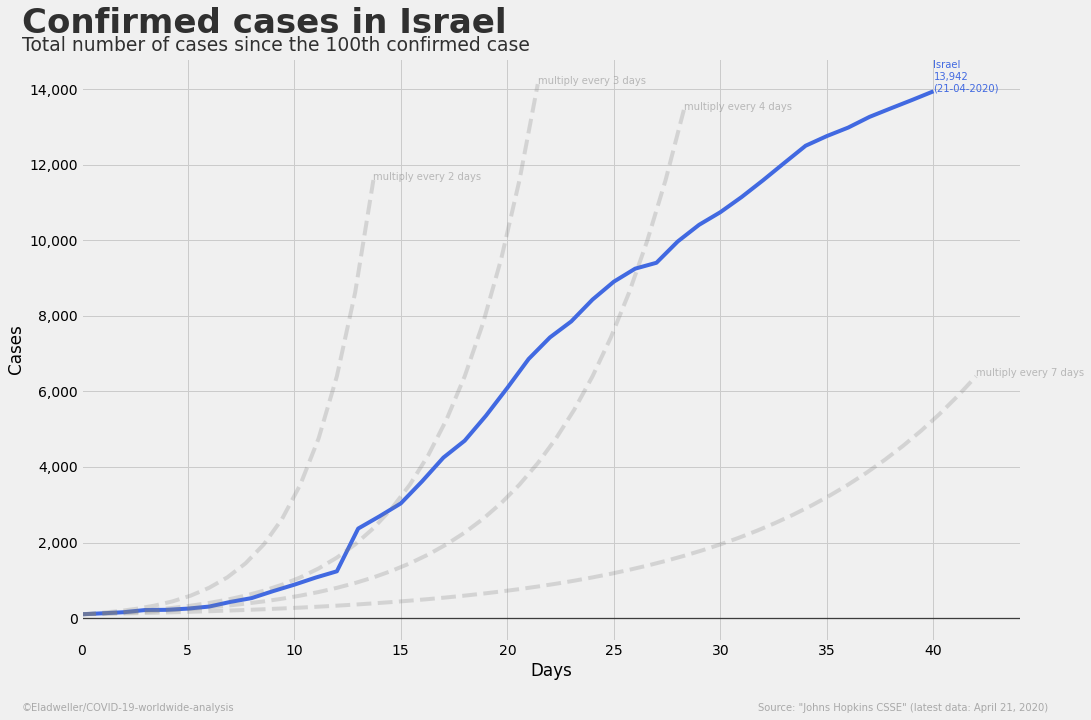 Confirmed cases in Israel
Total number of cases since the 100th confirmed case
Israel
13,942
(21-04-2020)
multiply every 3 days
14,000
multiply every 4 days
multiply every 2 days
12,000
10,000
8,000
multiply every 7 days
6,000
4,000
2,000
0
Cases
0 5 10 15 20 25 30 35 40
Days
©Eladweller/COVID-19-worldwide-analysis
Source: "Johns Hopkins CSSE" (latest data: April 21, 2020)